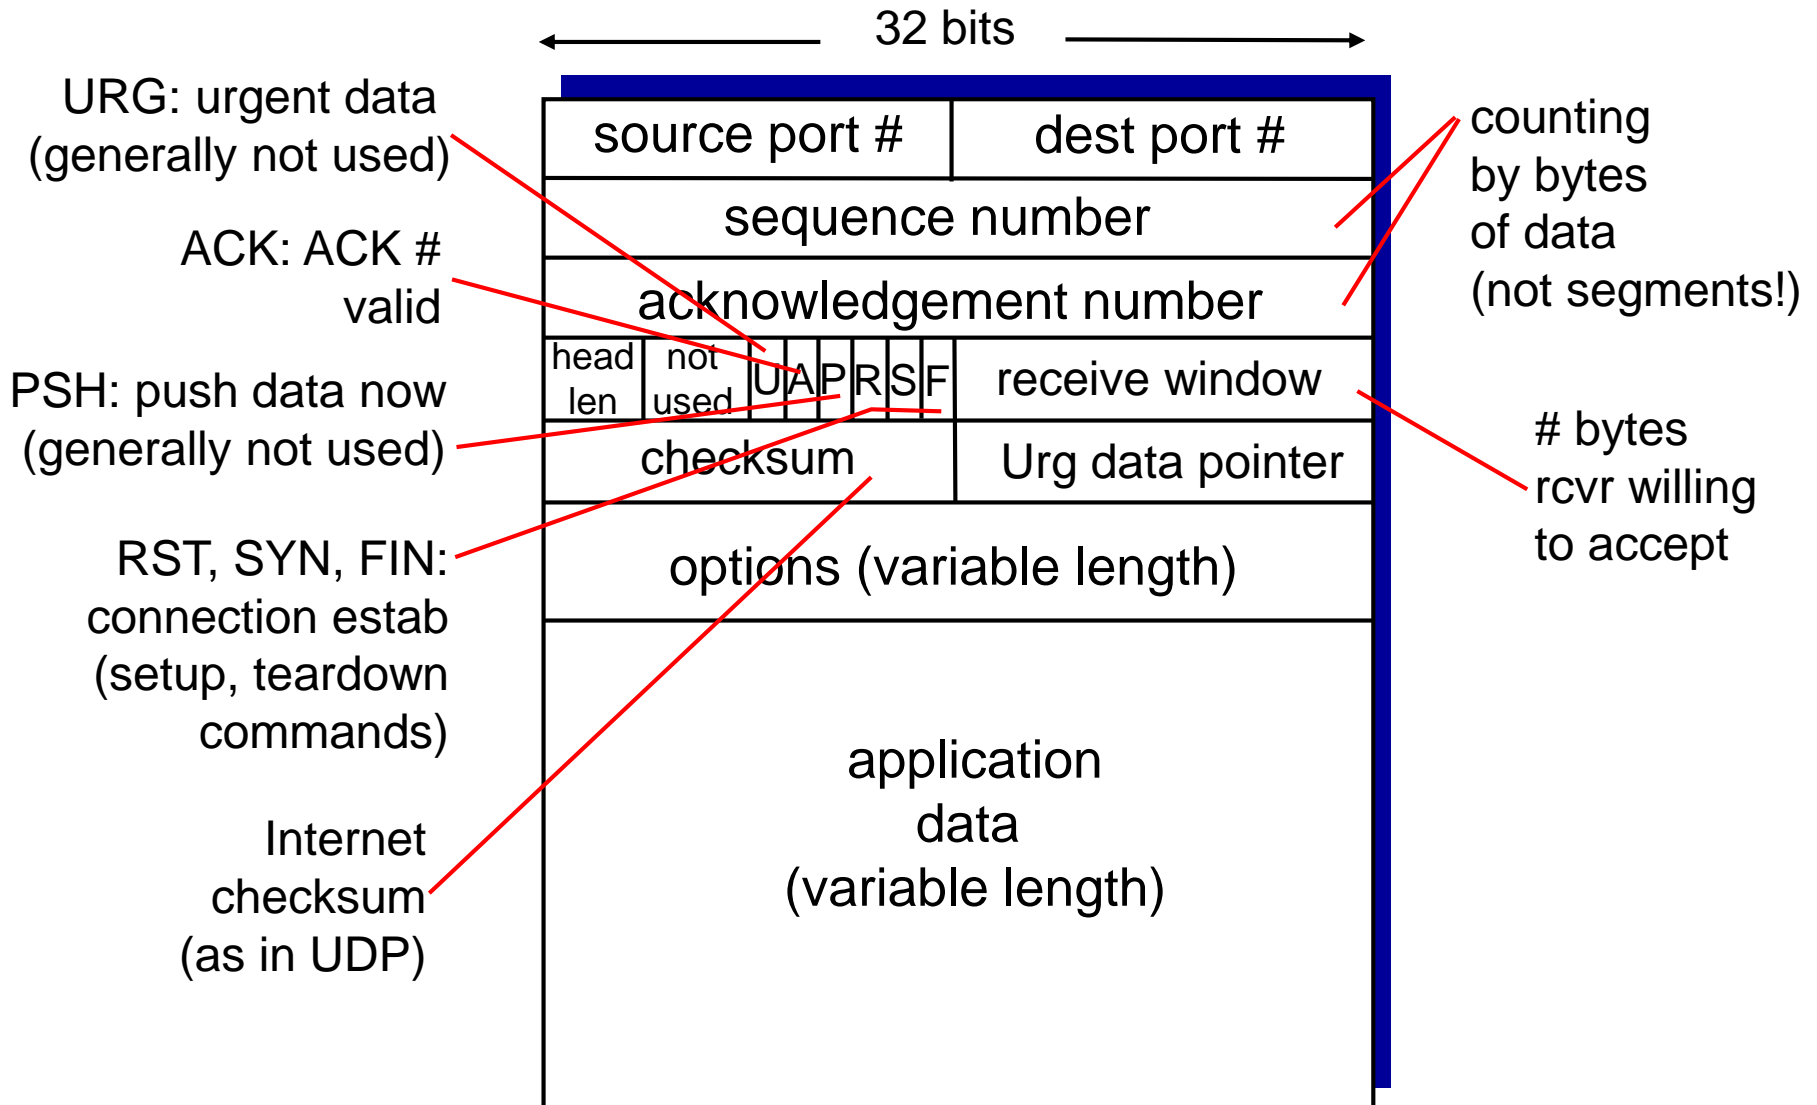 32 bits
URG: urgent data
(generally not used)
ACK: ACK #
valid
PSH: push data now
(generally not used)
RST, SYN, FIN:
connection estab
(setup, teardown
commands)
Internet
checksum
(as in UDP)
source port # dest port #
sequence number
acknowledgement number
head
len
not
used
U A P R S F
receive window
checksum Urg data pointer
options (variable length)
application
data
(variable length)
counting
by bytes
of data
(not segments!)
# bytes
rcvr willing
to accept